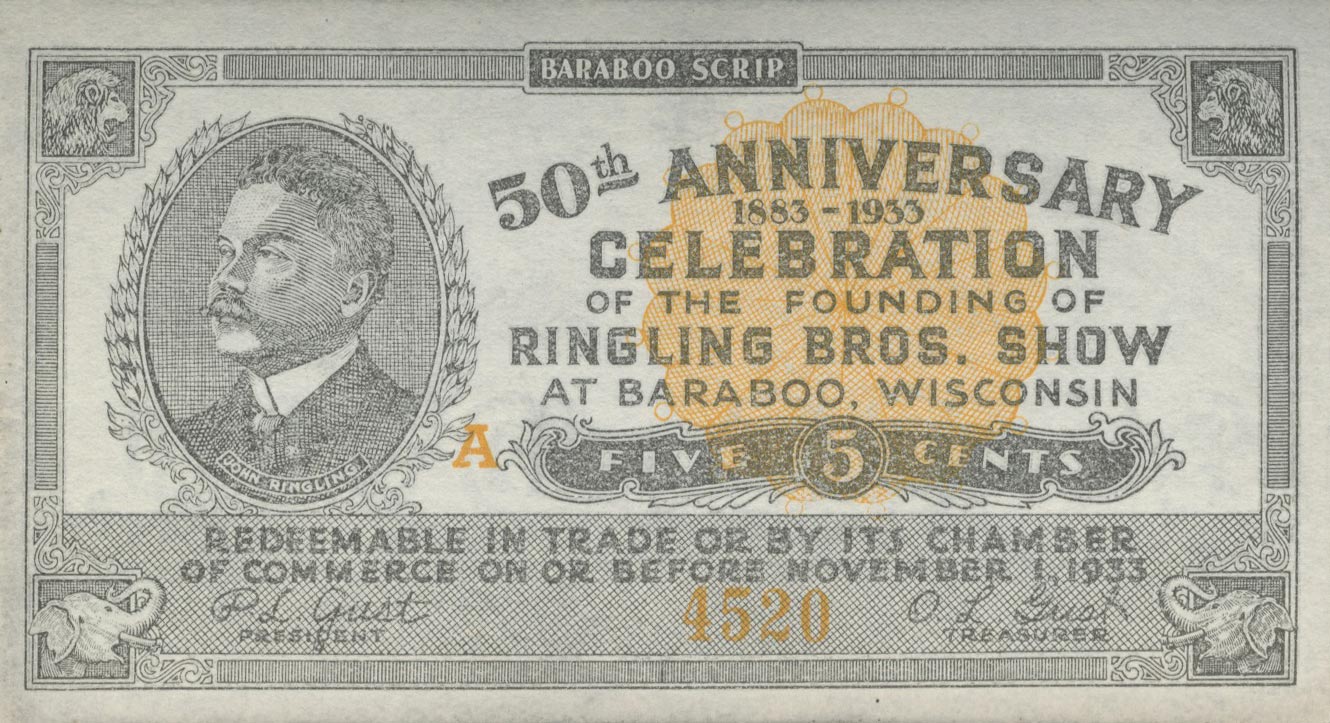 BARABOO SCRIP
50th ANNIVERSARY
1883 - 1933
CELEBRATION
OF THE FOUNDING OF
RINGLING BROS. SHOW
AT BARABOO, WISCONSIN
JOHN RINGLING
A
FIVE 5 CENTS
REDEEMABLE IN TRADE OR BY ITS CHAMBER
OF COMMERCE ON OR BEFORE NOVEMBER 1, 1933
PRESIDENT
4520
TREASURER